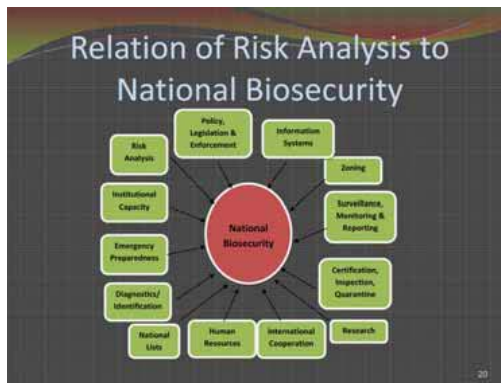 Relation of Risk Analysis to
National Biosecurity
Policy,
Legislation &
Enforcement
Information
Systems
Risk
Analysis
Zoning
Institutional
Capacity
Surveillance,
Monitoring &
Reporting
National
Biosecurity
Emergency
Preparedness
Certification,
Inspection,
Quarantine
Diagnostics/
Identification
National
Lists
Human
Resources
International
Cooperation
Research
20